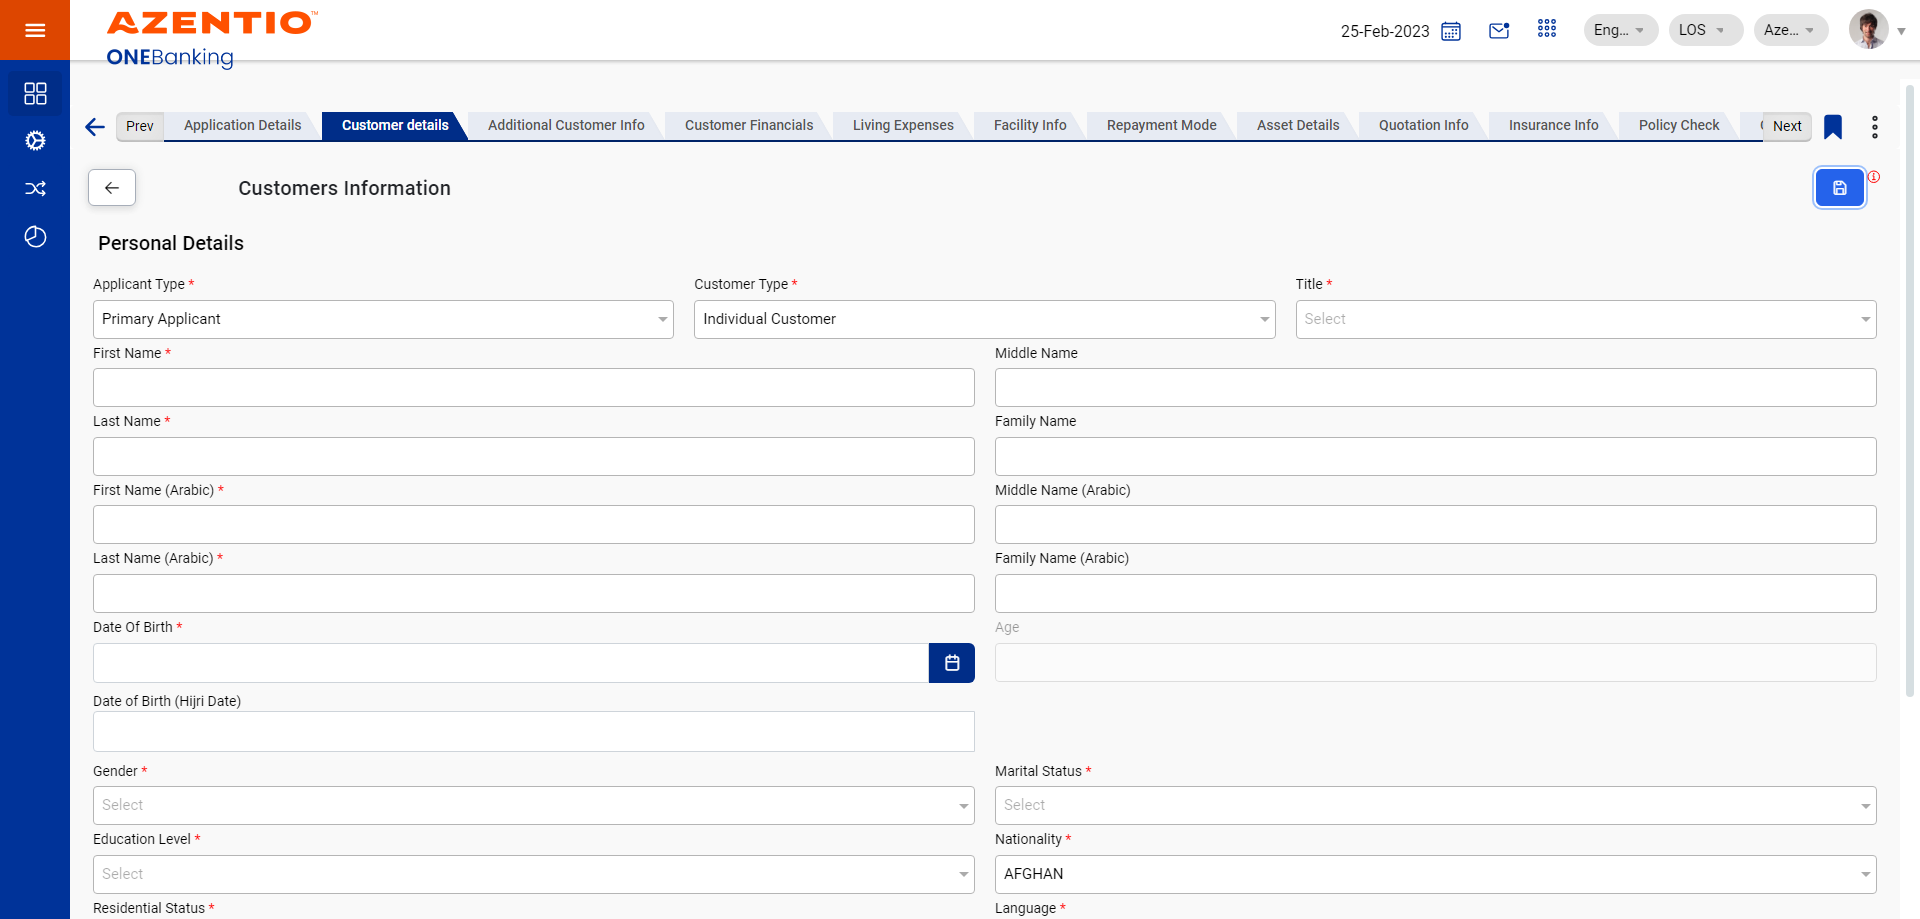 AZENTIO™
ONEBanking
25-Feb-2023
Eng...
LOS
Aze...
Prev
Application Details
Customer details
Additional Customer Info
Customer Financials
Living Expenses
Facility Info
Repayment Mode
Asset Details
Quotation Info
Insurance Info
Policy Check
Next
Customers Information
Personal Details
Applicant Type *
Customer Type *
Title *
Primary Applicant
Individual Customer
Select
First Name *
Middle Name
Last Name *
Family Name
First Name (Arabic) *
Middle Name (Arabic)
Last Name (Arabic) *
Family Name (Arabic)
Date Of Birth *
Age
Date of Birth (Hijri Date)
Gender *
Marital Status *
Select
Select
Education Level *
Nationality *
Select
AFGHAN
Residential Status *
Language *